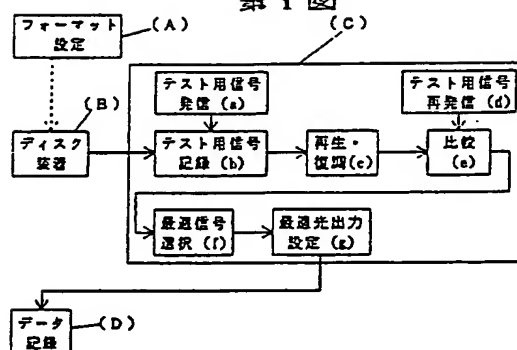 第1図
フォーマット
設定
(A)
(C)
テスト用信号
発信 (a)
テスト用信号
再発信 (d)
(B)
ディスク
装着
テスト用信号
記録 (b)
再生・
復調(c)
比較
(e)
最適信号
選択 (f)
最適光出力
設定 (g)
データ
記録
(D)